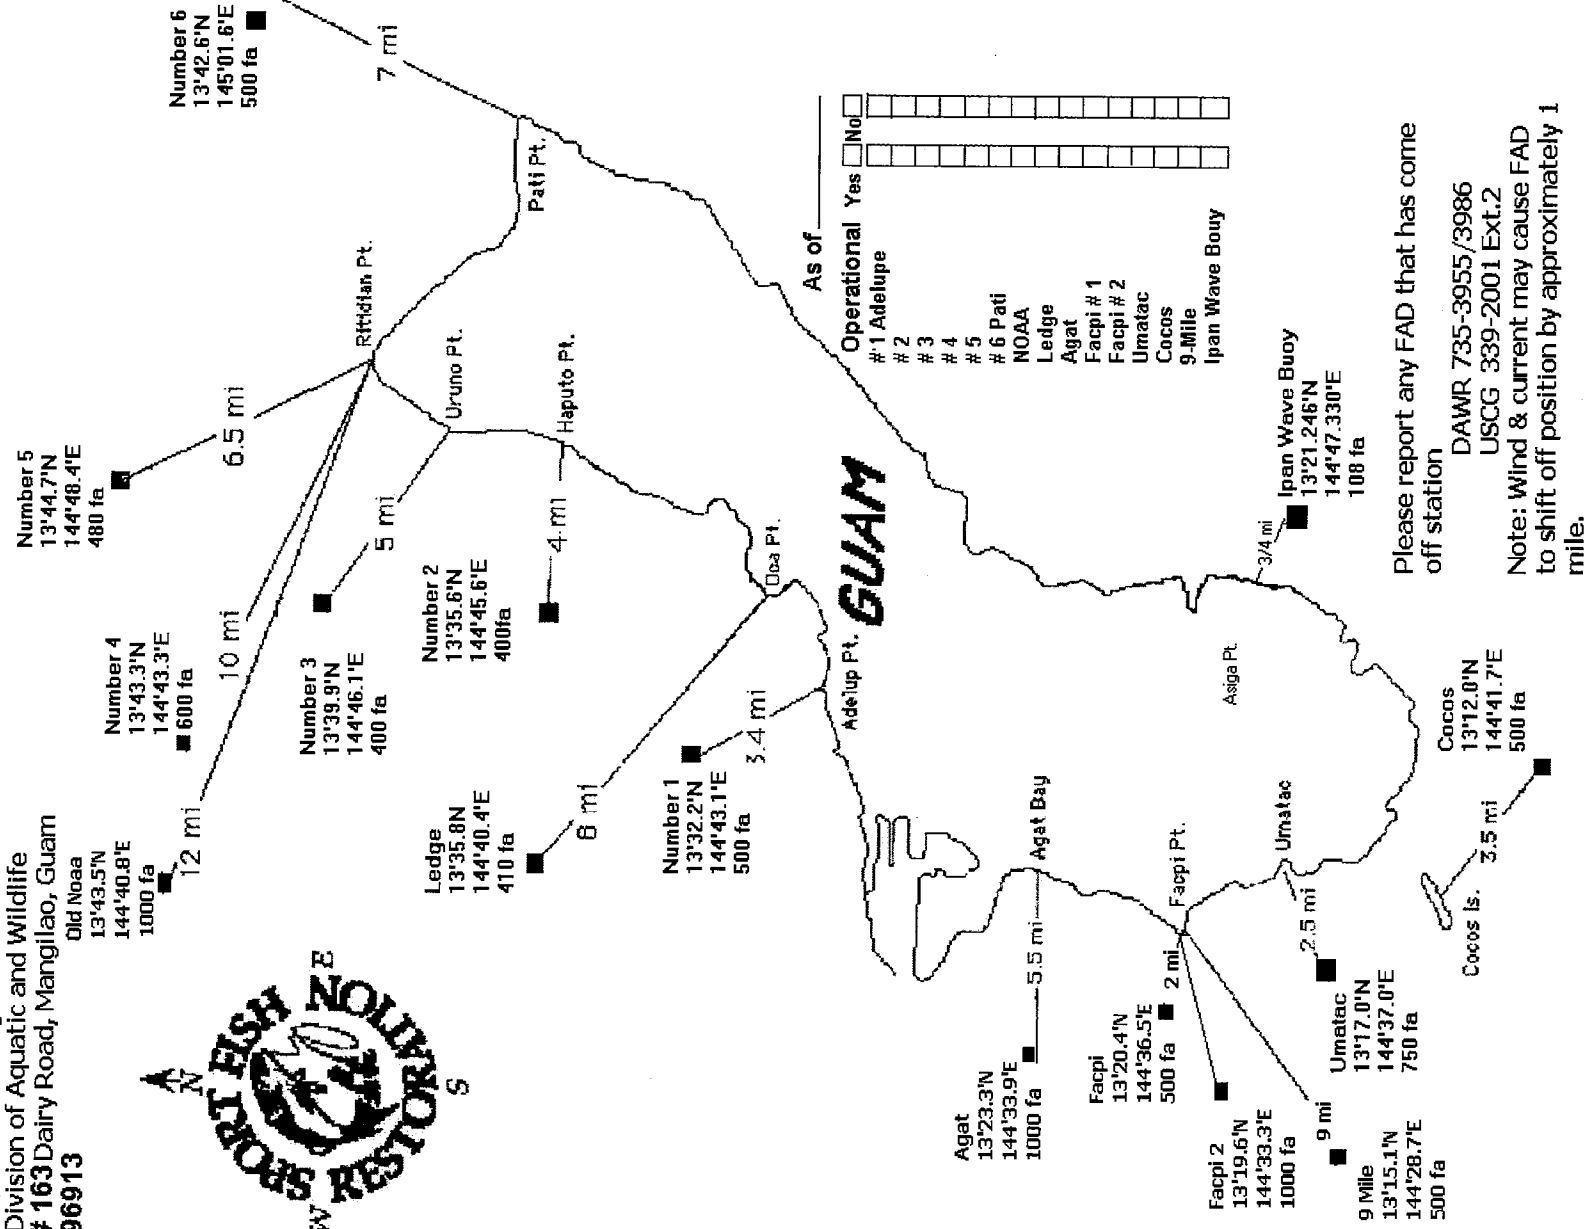 Division of Aquatic and Wildlife
# 163 Dairy Road, Mangilao, Guam
96913
N
E
S
W
SPORT FISH
RESTORATION
Old Noaa
13'43.5'N
144'40.8'E
1000 fa
12 mi
Number 4
13'43.3'N
144'43.3'E
600 fa
10 mi
Number 5
13'44.7'N
144'48.4'E
480 fa
6.5 mi
Number 6
13'42.6'N
145'01.6'E
500 fa
7 mi
Number 3
13'39.9'N
144'46.1'E
400 fa
5 mi
Ritidian Pt.
Pati Pt.
Uruno Pt.
Haputo Pt.
Number 2
13'35.6'N
144'45.6'E
400fa
4 mi
Ledge
13'35.8N
144'40.4'E
410 fa
8 mi
Number 1
13'32.2'N
144'43.1'E
500 fa
3.4 mi
Oca Pt.
Adelup Pt.
GUAM
As of
Operational Yes No
#'1 Adelupe
# 2
# 3
# 4
# 5
# 6 Pati
NOAA
Ledge
Agat
Facpi # 1
Facpi # 2
Umatac
Cocos
9-Mile
Ipan Wave Bouy
Agat Bay
Agat
13'23.3'N
144'33.9'E
1000 fa
5.5 mi
Facpi Pt.
Facpi
13'20.4'N
144'36.5'E
500 fa
2 mi
Facpi 2
13'19.6'N
144'33.3'E
1000 fa
9 mi
9 Mile
13'15.1'N
144'28.7'E
500 fa
Umatac
2.5 mi
Umatac
13'17.0'N
144'37.0'E
750 fa
Asiga Pt.
3/4 mi
Ipan Wave Buoy
13'21.246'N
144'47.330'E
108 fa
Cocos Is.
3.5 mi
Cocos
13'12.0'N
144'41.7'E
500 fa
Please report any FAD that has come
off station
DAWR 735-3955/3986
USCG 339-2001 Ext.2
Note: Wind & current may cause FAD
to shift off position by approximately 1
mile.